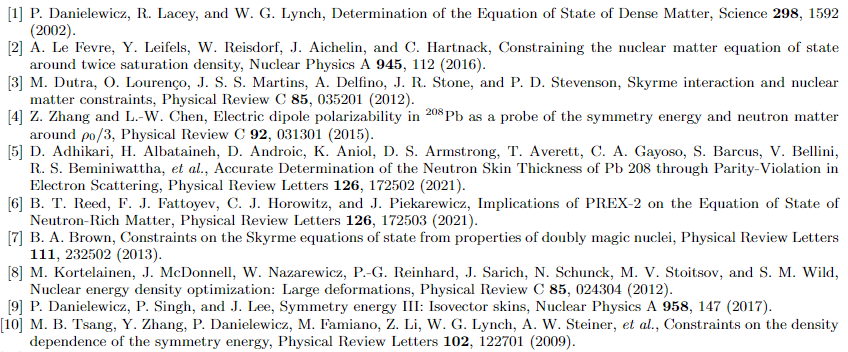 [1] P. Danielewicz, R. Lacey, and W. G. Lynch, Determination of the Equation of State of Dense Matter, Science 298, 1592
(2002).
[2] A. Le Fevre, Y. Leifels, W. Reisdorf, J. Aichelin, and C. Hartnack, Constraining the nuclear matter equation of state
around twice saturation density, Nuclear Physics A 945, 112 (2016).
[3] M. Dutra, O. Lourenço, J. S. S. Martins, A. Delfino, J. R. Stone, and P. D. Stevenson, Skyrme interaction and nuclear
matter constraints, Physical Review C 85, 035201 (2012).
[4] Z. Zhang and L.-W. Chen, Electric dipole polarizability in ²⁰⁸Pb as a probe of the symmetry energy and neutron matter
around ρ₀/3, Physical Review C 92, 031301 (2015).
[5] D. Adhikari, H. Albataineh, D. Androic, K. Aniol, D. S. Armstrong, T. Averett, C. A. Gayoso, S. Barcus, V. Bellini,
R. S. Beminiwattha, et al., Accurate Determination of the Neutron Skin Thickness of Pb 208 through Parity-Violation in
Electron Scattering, Physical Review Letters 126, 172502 (2021).
[6] B. T. Reed, F. J. Fattoyev, C. J. Horowitz, and J. Piekarewicz, Implications of PREX-2 on the Equation of State of
Neutron-Rich Matter, Physical Review Letters 126, 172503 (2021).
[7] B. A. Brown, Constraints on the Skyrme equations of state from properties of doubly magic nuclei, Physical Review Letters
111, 232502 (2013).
[8] M. Kortelainen, J. McDonnell, W. Nazarewicz, P.-G. Reinhard, J. Sarich, N. Schunck, M. V. Stoitsov, and S. M. Wild,
Nuclear energy density optimization: Large deformations, Physical Review C 85, 024304 (2012).
[9] P. Danielewicz, P. Singh, and J. Lee, Symmetry energy III: Isovector skins, Nuclear Physics A 958, 147 (2017).
[10] M. B. Tsang, Y. Zhang, P. Danielewicz, M. Famiano, Z. Li, W. G. Lynch, A. W. Steiner, et al., Constraints on the density
dependence of the symmetry energy, Physical Review Letters 102, 122701 (2009).